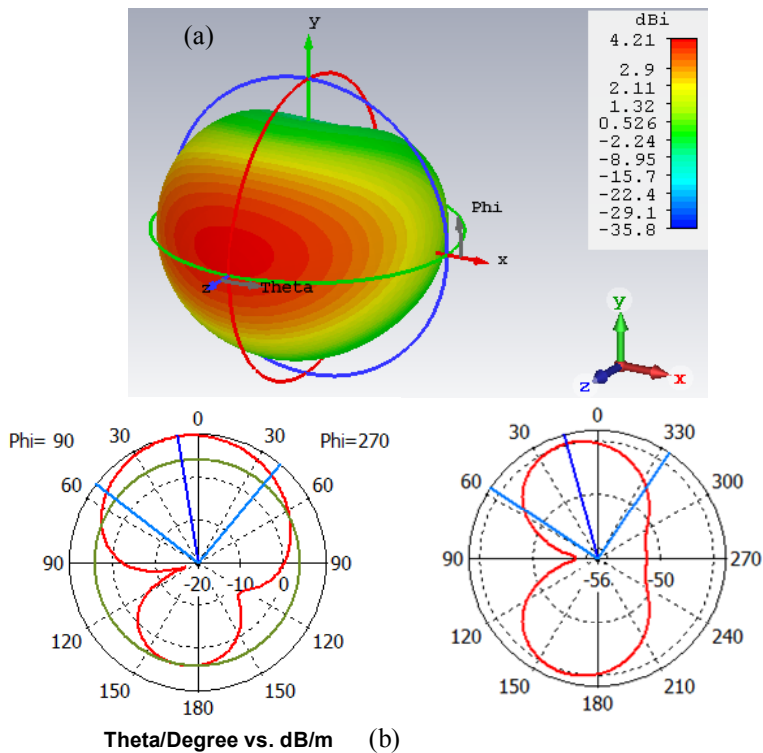 (a)
y
dBi
4.21
2.9
2.11
1.32
0.526
-2.24
-8.95
-15.7
-22.4
-29.1
-35.8
Phi
x
z
Theta
y
z
x
0
Phi= 90
30
30
Phi=270
60
60
90
-20
-10
0
90
120
120
150
150
180
0
30
330
60
300
90
-56
-50
270
120
240
150
210
180
Theta/Degree vs. dB/m
(b)